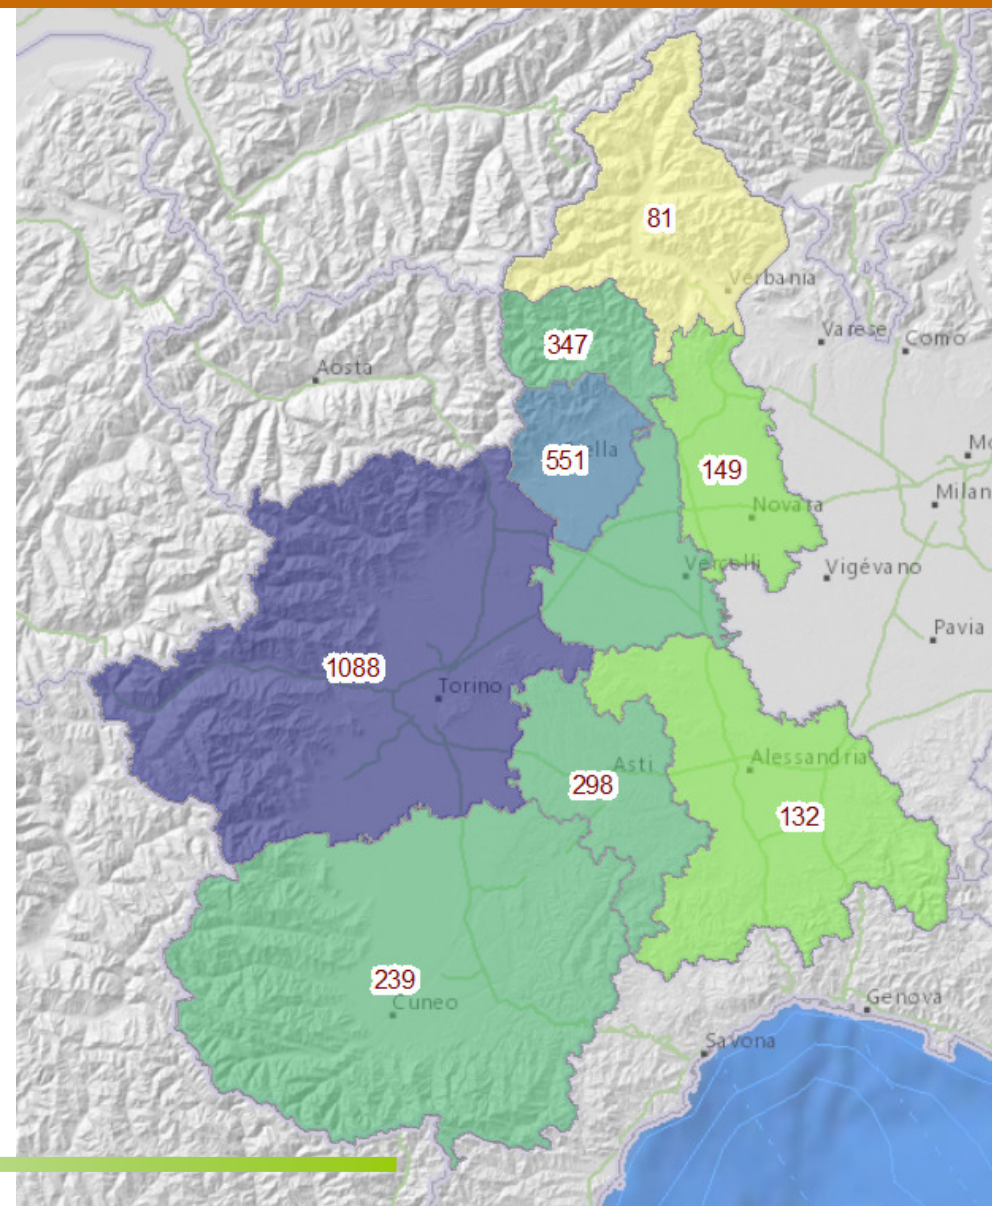 81
Verbania
347
Varese
Como
Aosta
551
Biella
149
Novara
Milan
Vercelli
Vigévano
Pavia
1088
Torino
298
Asti
Alessandria
132
239
Cuneo
Genova
Savona